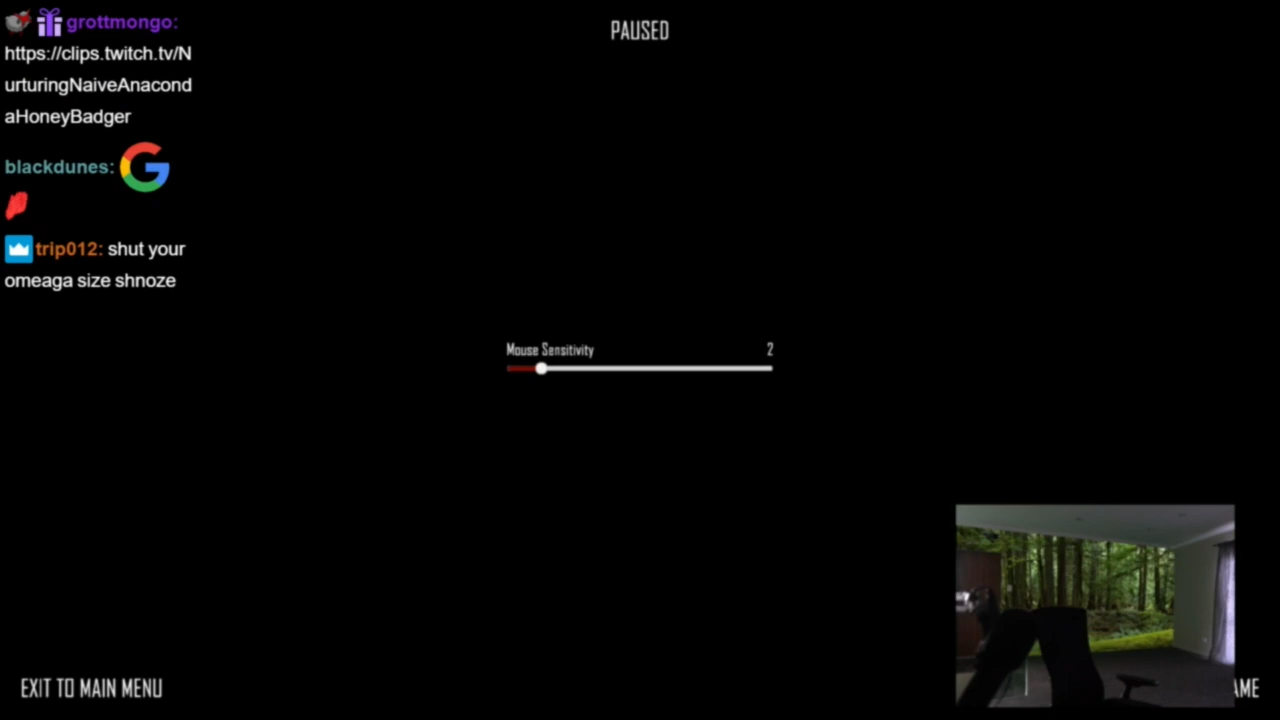 grottmongo:
https://clips.twitch.tv/N
urturingNaiveAnacond
aHoneyBadger
PAUSED
blackdunes:
trip012: shut your
omeaga size shnoze
Mouse Sensitivity 2
EXIT TO MAIN MENU
AME